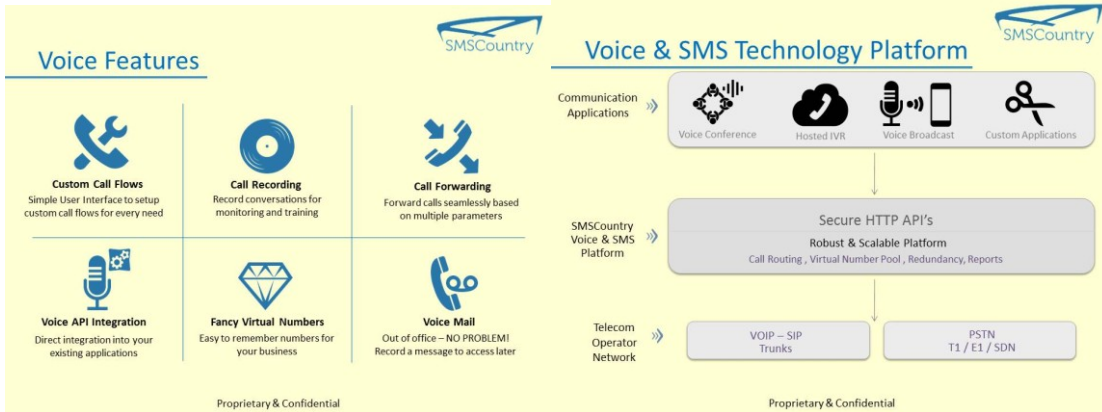 SMSCountry
Voice Features
Custom Call Flows
Simple User Interface to setup
custom call flows for every need
Call Recording
Record conversations for
monitoring and training
Call Forwarding
Forward calls seamlessly based
on multiple parameters
Voice API Integration
Direct integration into your
existing applications
Fancy Virtual Numbers
Easy to remember numbers for
your business
Voice Mail
Out of office – NO PROBLEM!
Record a message to access later
Proprietary & Confidential
SMSCountry
Voice & SMS Technology Platform
Communication
Applications
Voice Conference
Hosted IVR
Voice Broadcast
Custom Applications
SMSCountry
Voice & SMS
Platform
Secure HTTP API's
Robust & Scalable Platform
Call Routing , Virtual Number Pool , Redundancy, Reports
Telecom
Operator
Network
VOIP – SIP
Trunks
PSTN
T1 / E1 / SDN
Proprietary & Confidential